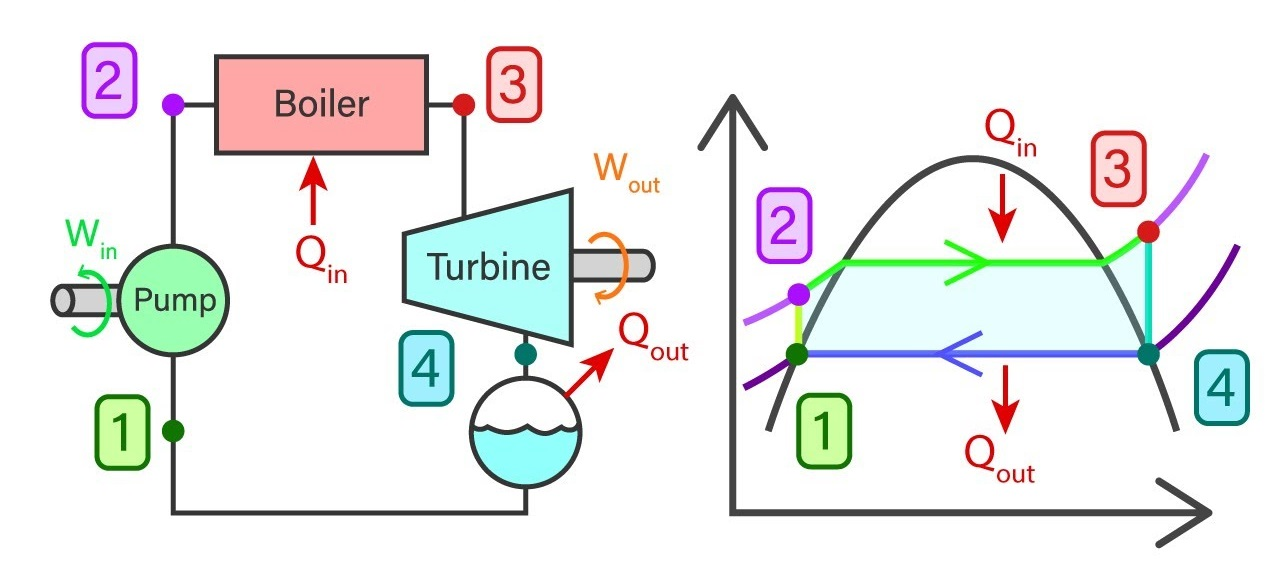 2
Boiler
3
W_in
Q_in
W_out
Pump
Turbine
Q_out
4
1
Q_in
3
2
4
1
Q_out